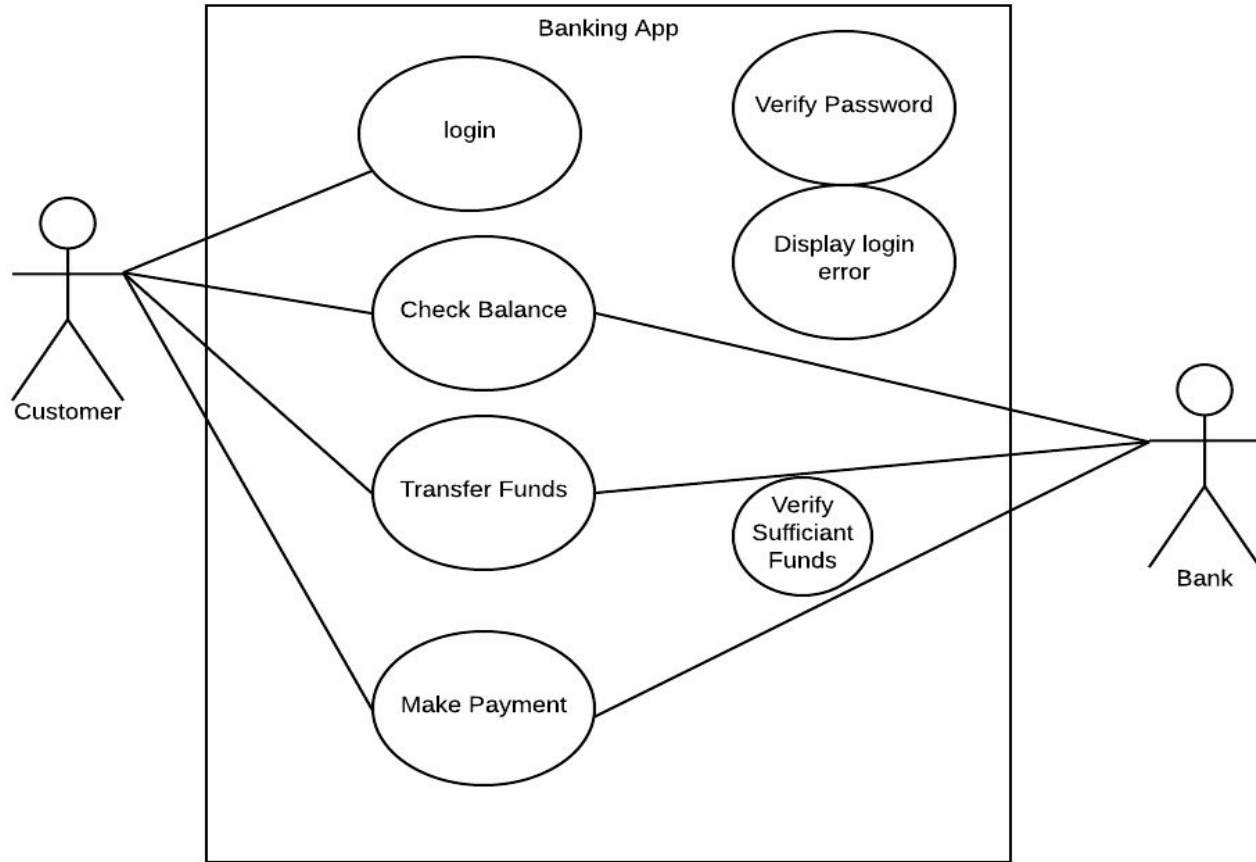 Banking App
login
Verify Password
Display login
error
Check Balance
Customer
Transfer Funds
Verify
Sufficiant
Funds
Bank
Make Payment